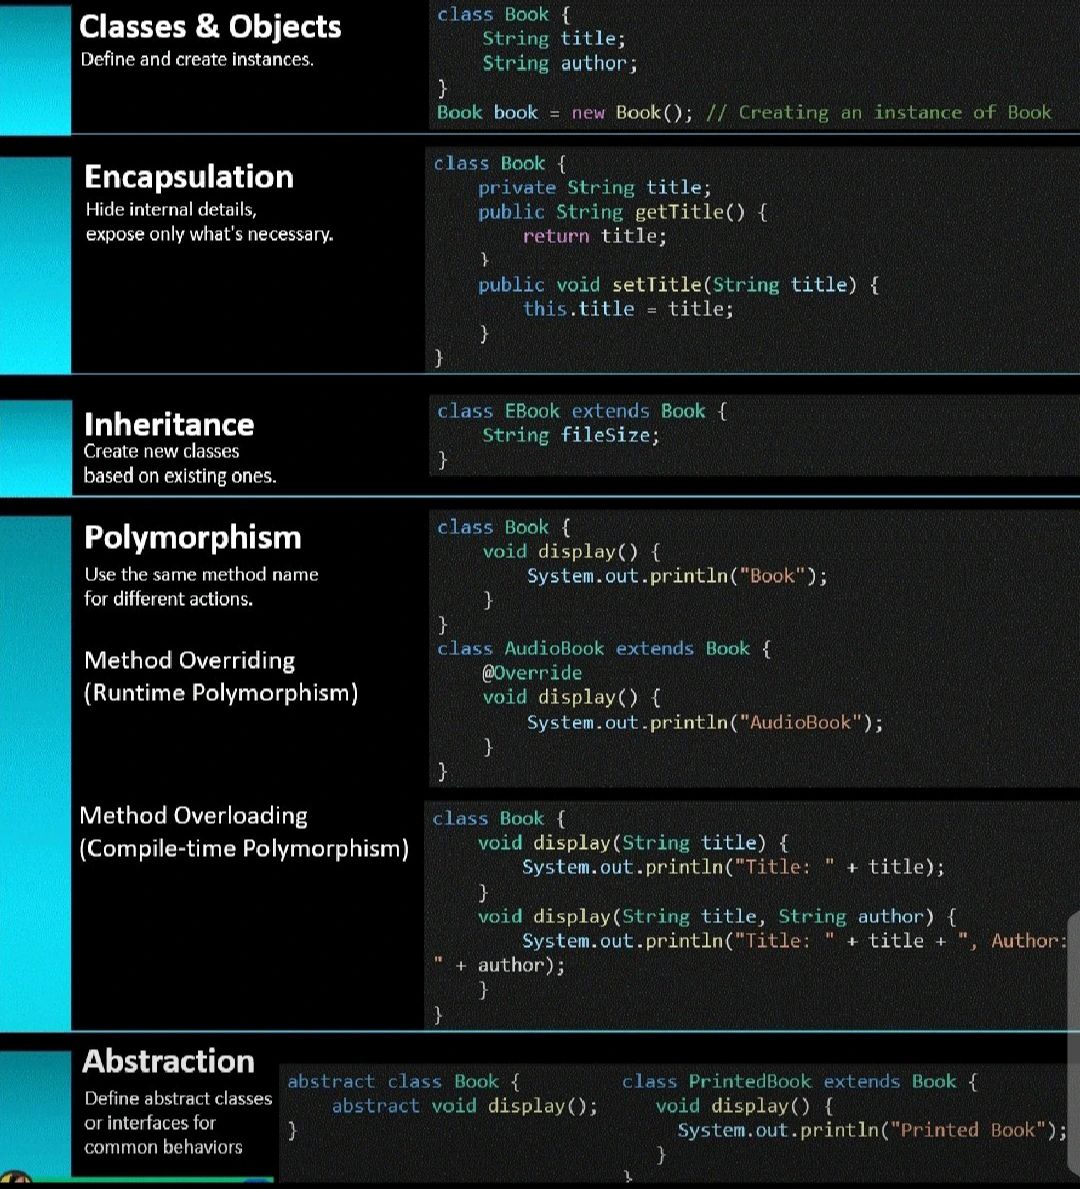 Classes & Objects
Define and create instances.
class Book {
String title;
String author;
}
Book book = new Book(); // Creating an instance of Book
Encapsulation
Hide internal details,
expose only what's necessary.
class Book {
private String title;
public String getTitle() {
return title;
}
public void setTitle(String title) {
this.title = title;
}
}
Inheritance
Create new classes
based on existing ones.
class EBook extends Book {
String fileSize;
}
Polymorphism
Use the same method name
for different actions.
Method Overriding
(Runtime Polymorphism)
class Book {
void display() {
System.out.println("Book");
}
}
class AudioBook extends Book {
@Override
void display() {
System.out.println("AudioBook");
}
}
Method Overloading
(Compile-time Polymorphism)
class Book {
void display(String title) {
System.out.println("Title: " + title);
}
void display(String title, String author) {
System.out.println("Title: " + title + ", Author:
" + author);
}
}
Abstraction
Define abstract classes
or interfaces for
common behaviors
abstract class Book {
abstract void display();
}
class PrintedBook extends Book {
void display() {
System.out.println("Printed Book");
}
}